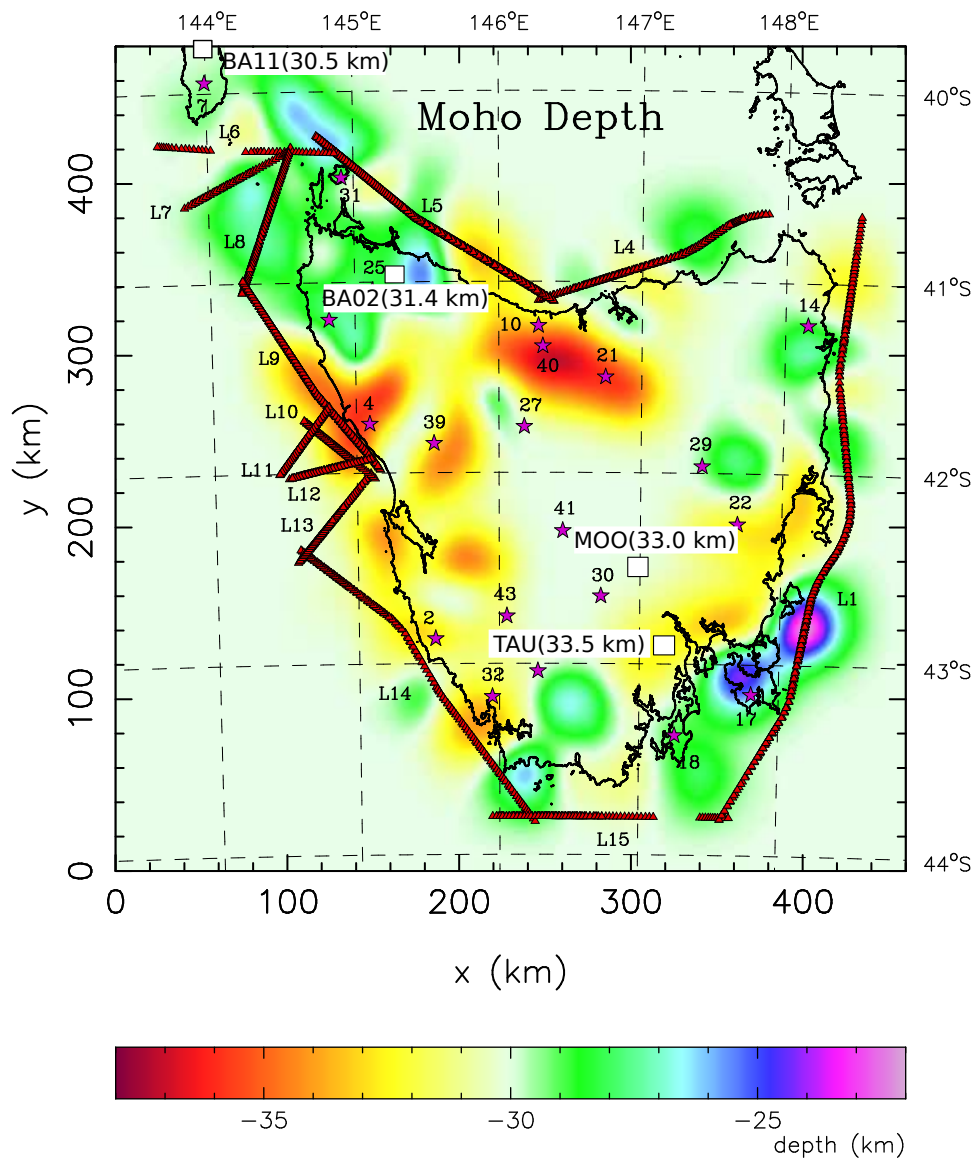 144°E
145°E
146°E
147°E
148°E
BA11(30.5 km)
7
40°S
Moho Depth
L6
400
31
L7
L5
L8
L4
25
41°S
BA02(31.4 km)
14
10
300
L9
40
21
4
L10
39
27
L11
29
42°S
L12
22
y (km)
L13
41
200
MOO(33.0 km)
30
L1
43
2
TAU(33.5 km)
32
43°S
L14
100
17
18
L15
0
44°S
0
100
200
300
400
x (km)
−35
−30
−25
depth (km)